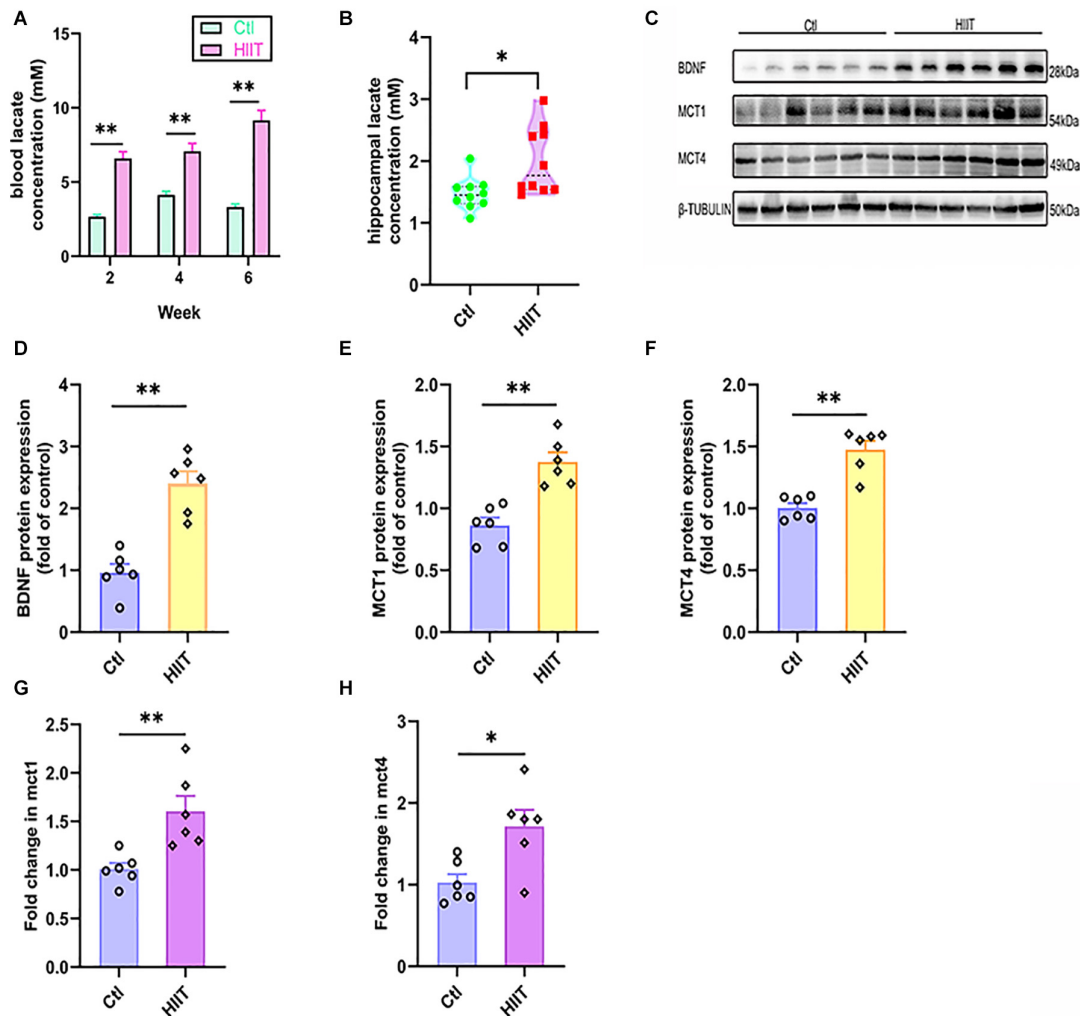 A
Ctl
HIIT
blood lacate
concentration (mM)
15
10
5
0
**
**
**
2
4
6
Week
B
hippocampal lacate
concentration (mM)
4
3
2
1
0
*
Ctl
HIIT
C
Ctl
HIIT
BDNF
28kDa
MCT1
54kDa
MCT4
49kDa
β-TUBULIN
50kDa
D
BDNF protein expression
(fold of control)
4
3
2
1
0
**
Ctl
HIIT
E
MCT1 protein expression
(fold of control)
2.0
1.5
1.0
0.5
0.0
**
Ctl
HIIT
F
MCT4 protein expression
(fold of control)
2.0
1.5
1.0
0.5
0.0
**
Ctl
HIIT
G
Fold change in mct1
2.5
2.0
1.5
1.0
0.5
0.0
**
Ctl
HIIT
H
Fold change in mct4
3
2
1
0
*
Ctl
HIIT